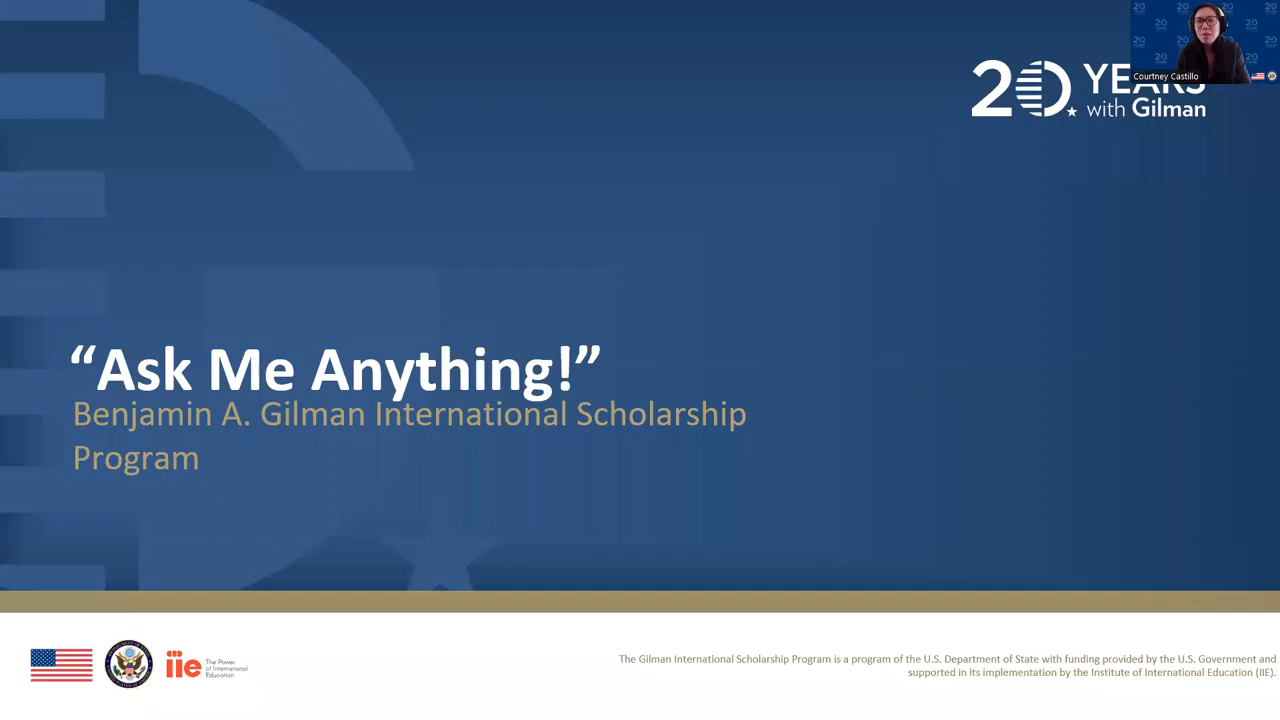 Courtney Castillo
20 YEARS
with Gilman
“Ask Me Anything!”
Benjamin A. Gilman International Scholarship
Program
iie
The Power
of International
Education
The Gilman International Scholarship Program is a program of the U.S. Department of State with funding provided by the U.S. Government and
supported in its implementation by the Institute of International Education (IIE).